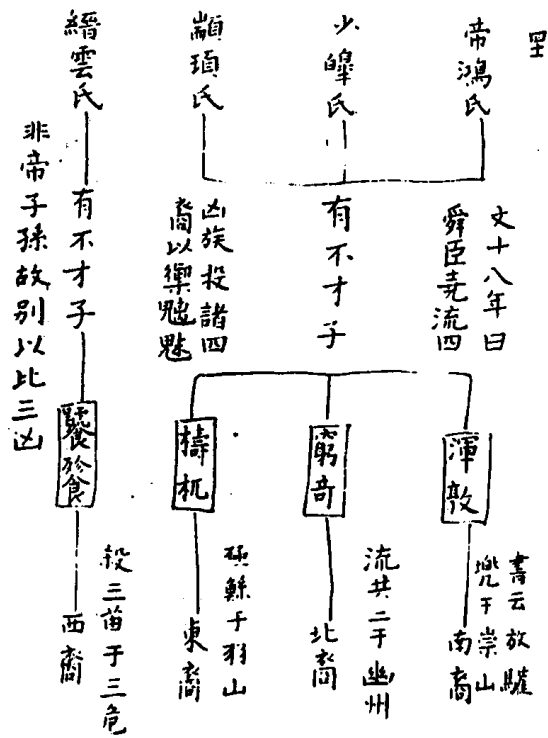 帝鴻氏
少皥氏
顓頊氏
縉雲氏
文十八年曰
舜臣堯流四
有不才子
凶族投諸四
裔以禦魑魅
有不才子
非帝子孫故別以比三凶
渾敦
窮奇
檮杌
饕餮
書云放驩
兜于崇山
南裔
流共工于幽州
北裔
殛鯀于羽山
東裔
殺三苗于三危
西裔